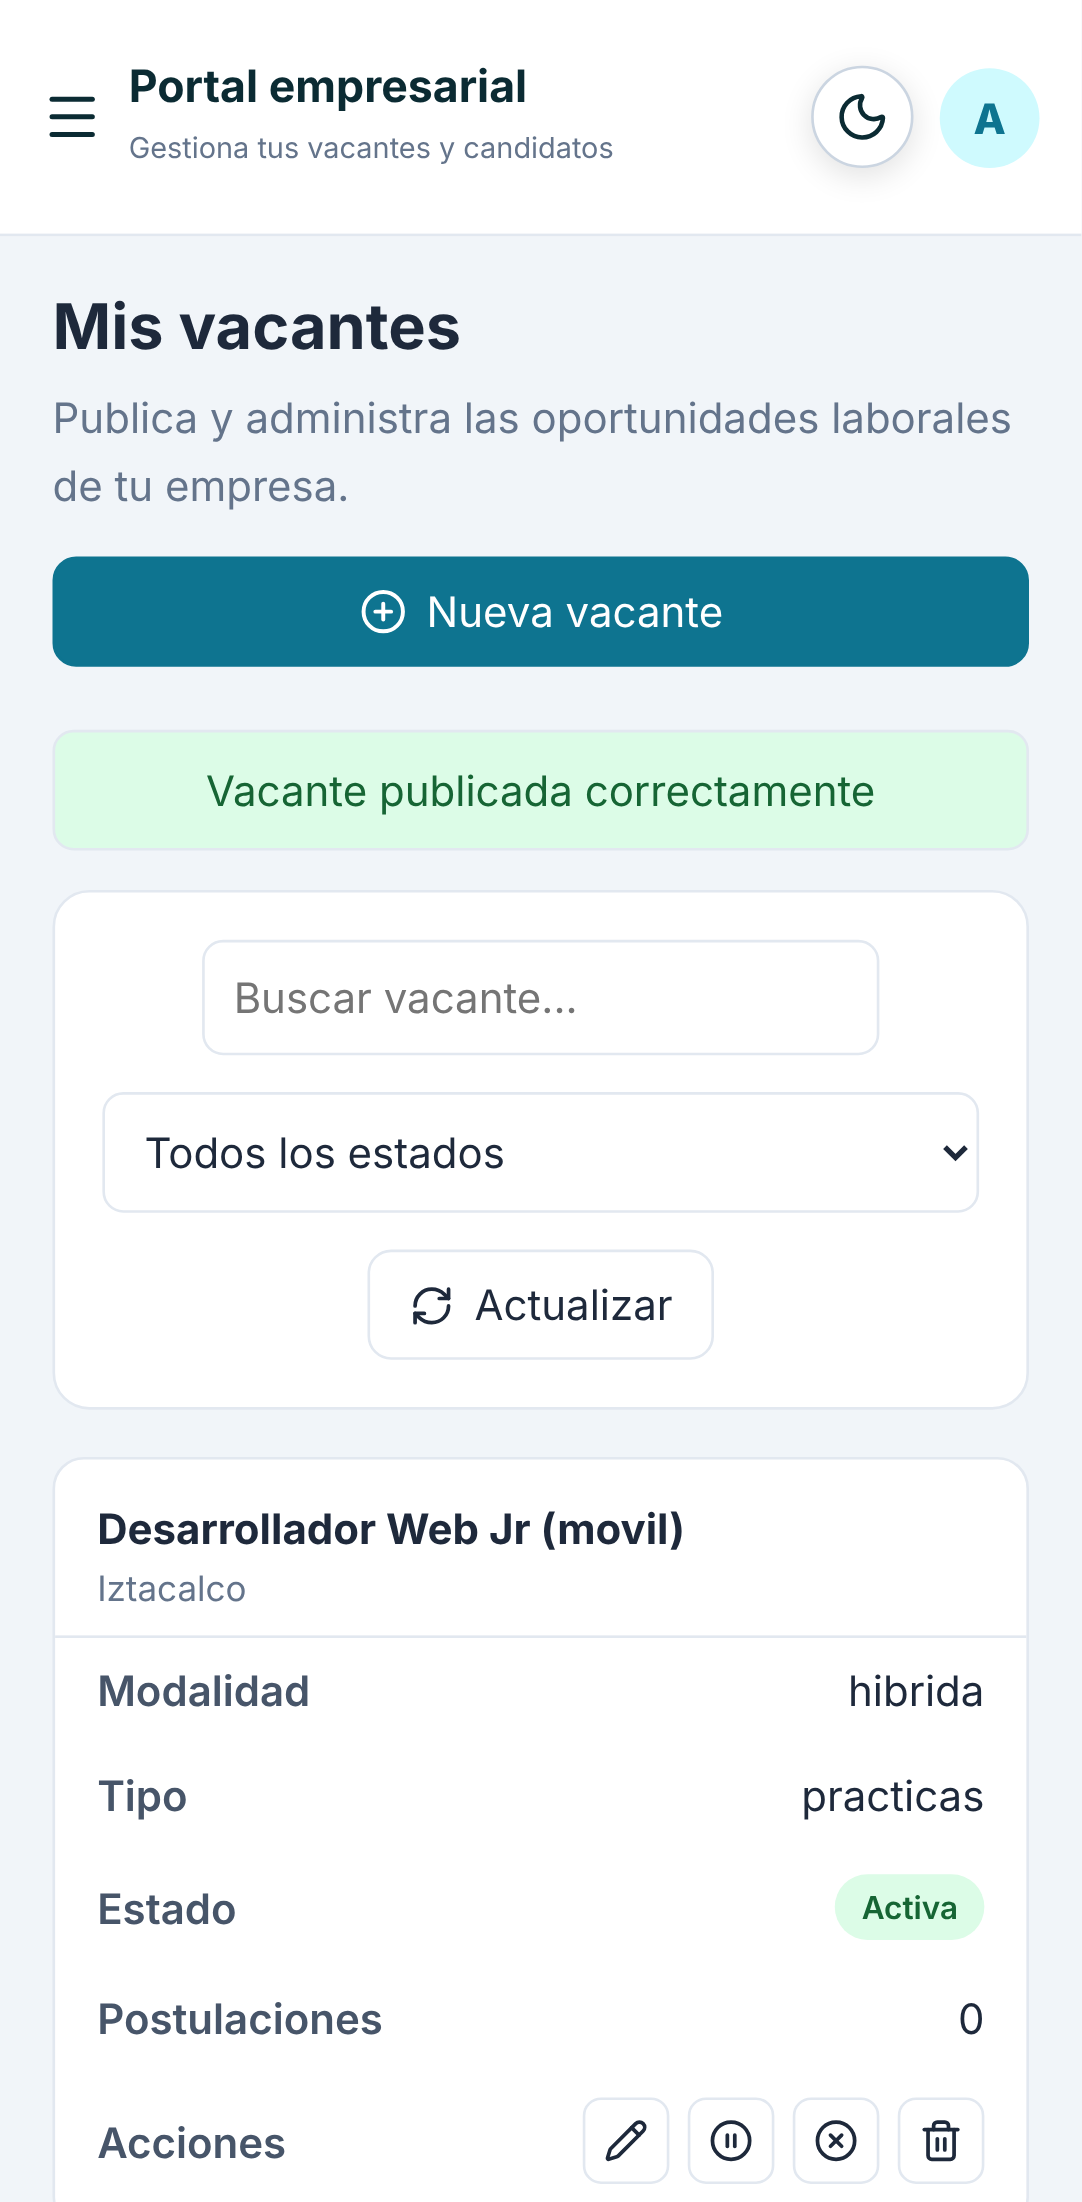 Portal empresarial
Gestiona tus vacantes y candidatos
A
Mis vacantes
Publica y administra las oportunidades laborales
de tu empresa.
Nueva vacante
Vacante publicada correctamente
Buscar vacante...
Todos los estados
Actualizar
Desarrollador Web Jr (movil)
Iztacalco
Modalidad hibrida
Tipo practicas
Estado Activa
Postulaciones 0
Acciones